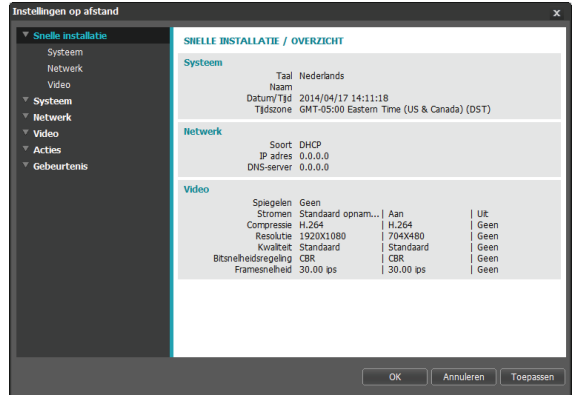 Instellingen op afstand x
Snelle installatie
Systeem
Netwerk
Video
Systeem
Netwerk
Video
Acties
Gebeurtenis
SNELLE INSTALLATIE / OVERZICHT
Systeem
Taal Nederlands
Naam
Datum/Tijd 2014/04/17 14:11:18
Tijdszone GMT-05:00 Eastern Time (US & Canada) (DST)
Netwerk
Soort DHCP
IP adres 0.0.0.0
DNS-server 0.0.0.0
Video
Spiegelen Geen
Stromen Standaard opnam... | Aan | Uit
Compressie H.264 | H.264 | Geen
Resolutie 1920X1080 | 704X480 | Geen
Kwaliteit Standaard | Standaard | Geen
Bitsnelheidsregeling CBR | CBR | Geen
Framesnelheid 30.00 ips | 30.00 ips | Geen
OK Annuleren Toepassen